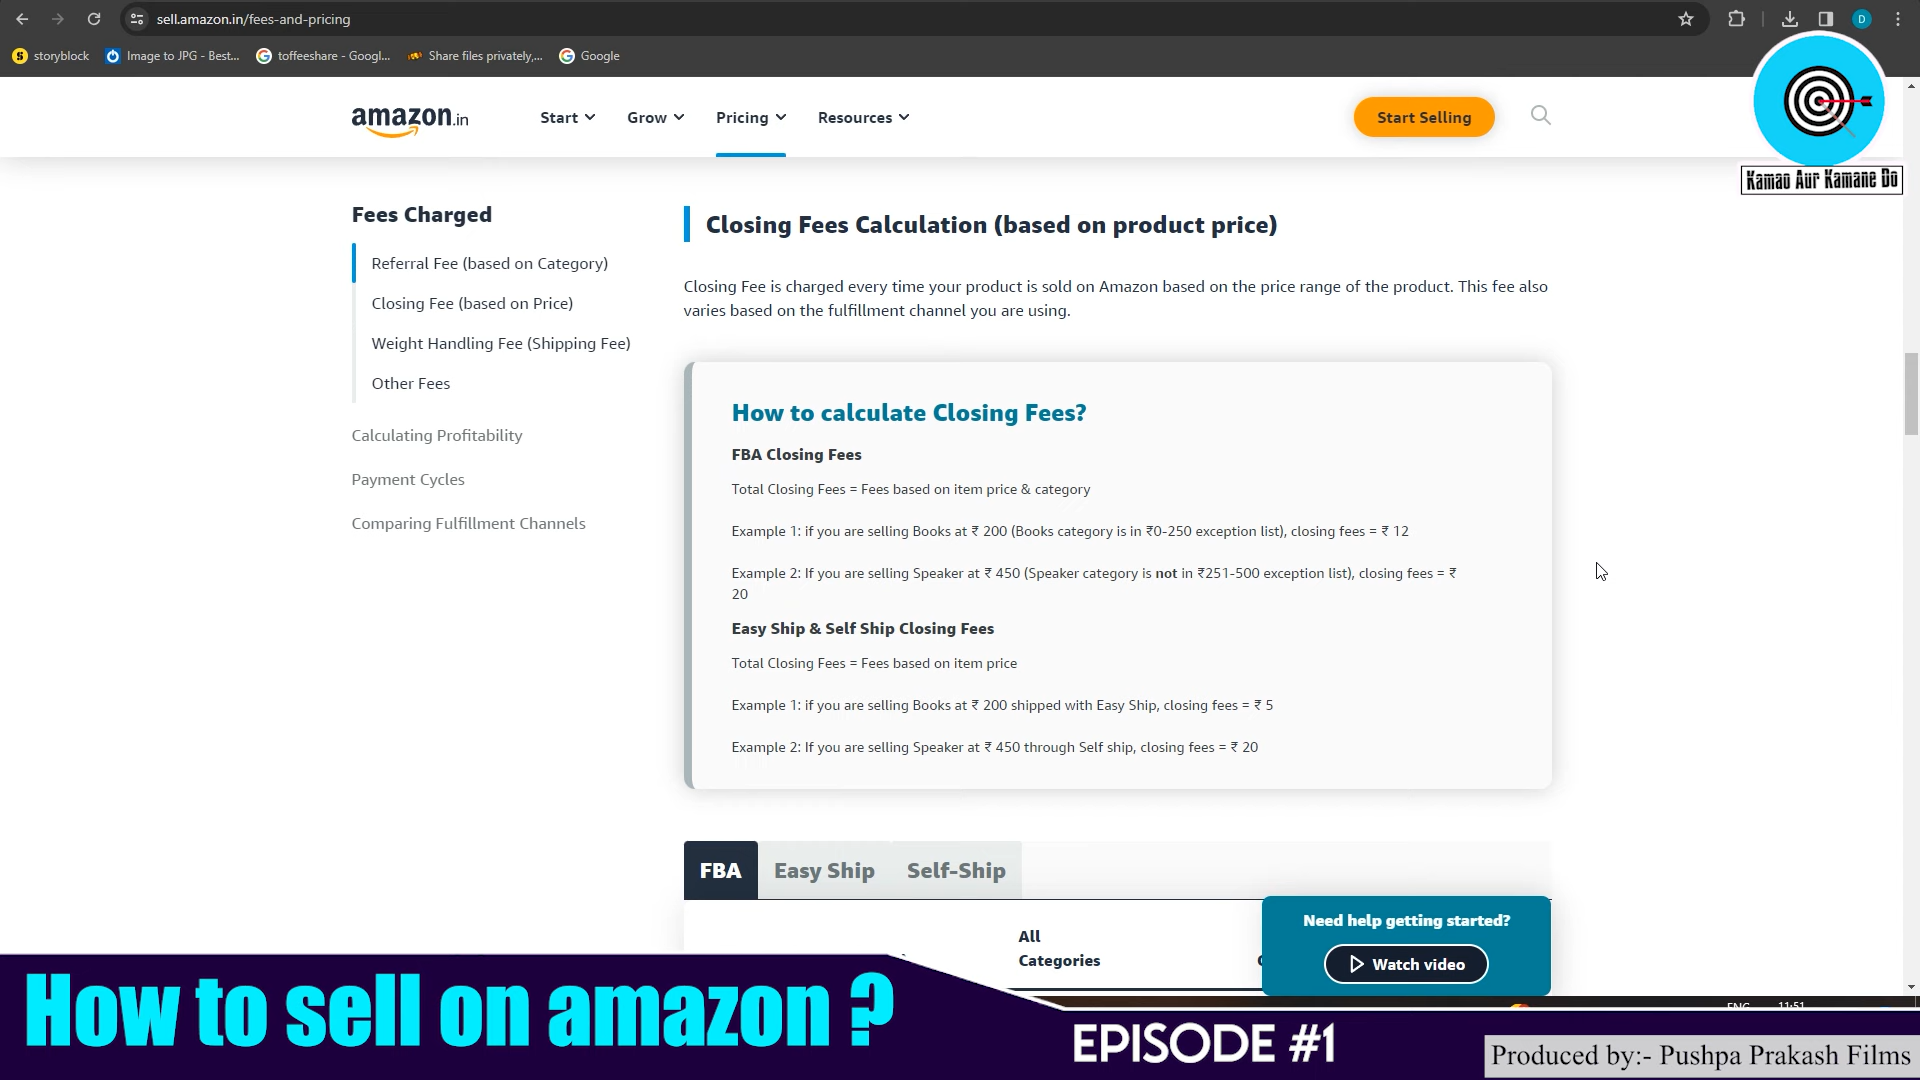 sell.amazon.in/fees-and-pricing
D
S storyblock
Image to JPG - Best...
toffeeshare - Googl...
Share files privately,...
Google
amazon.in
Start
Grow
Pricing
Resources
Start Selling
Kamao Aur Kamane Do
Fees Charged
Referral Fee (based on Category)
Closing Fee (based on Price)
Weight Handling Fee (Shipping Fee)
Other Fees
Calculating Profitability
Payment Cycles
Comparing Fulfillment Channels
Closing Fees Calculation (based on product price)
Closing Fee is charged every time your product is sold on Amazon based on the price range of the product. This fee also
varies based on the fulfillment channel you are using.
How to calculate Closing Fees?
FBA Closing Fees
Total Closing Fees = Fees based on item price & category
Example 1: if you are selling Books at ₹ 200 (Books category is in ₹0-250 exception list), closing fees = ₹ 12
Example 2: If you are selling Speaker at ₹ 450 (Speaker category is not in ₹251-500 exception list), closing fees = ₹
20
Easy Ship & Self Ship Closing Fees
Total Closing Fees = Fees based on item price
Example 1: if you are selling Books at ₹ 200 shipped with Easy Ship, closing fees = ₹ 5
Example 2: If you are selling Speaker at ₹ 450 through Self ship, closing fees = ₹ 20
FBA
Easy Ship
Self-Ship
All
Categories
Need help getting started?
Watch video
ENG
11:51
How to sell on amazon ?
EPISODE #1
Produced by:- Pushpa Prakash Films